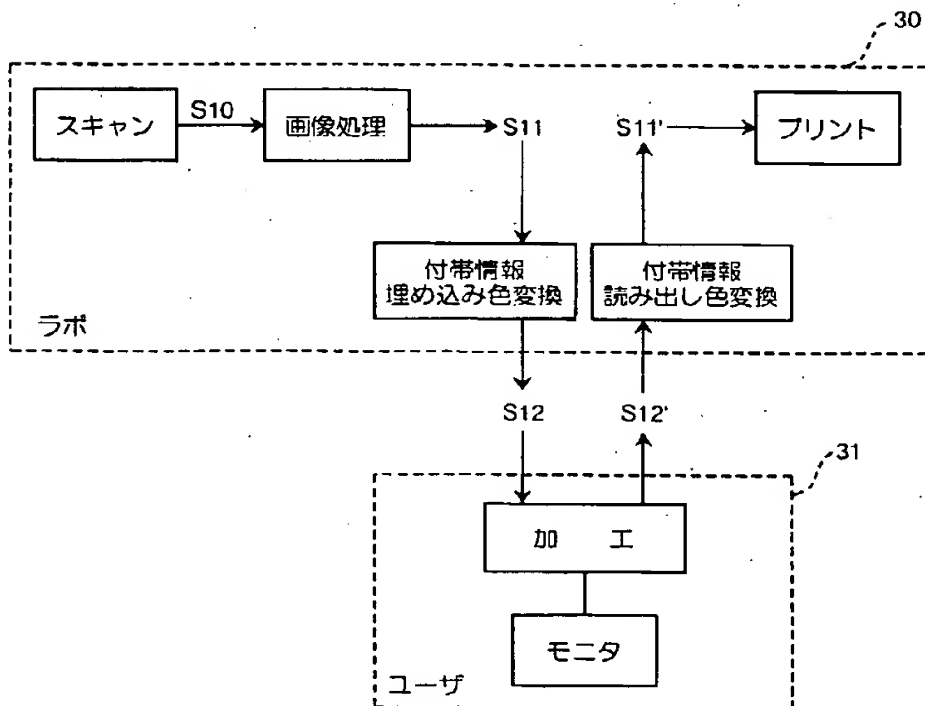 30
スキャン
S10
画像処理
S11
S11'
プリント
付帯情報
埋め込み色変換
付帯情報
読み出し色変換
ラボ
S12
S12'
31
加　工
モニタ
ユーザ